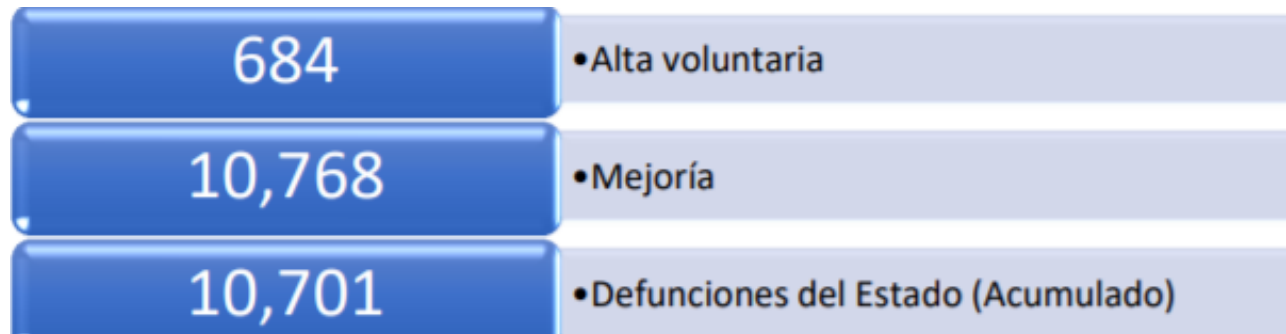 684
•Alta voluntaria
10,768
•Mejoría
10,701
•Defunciones del Estado (Acumulado)